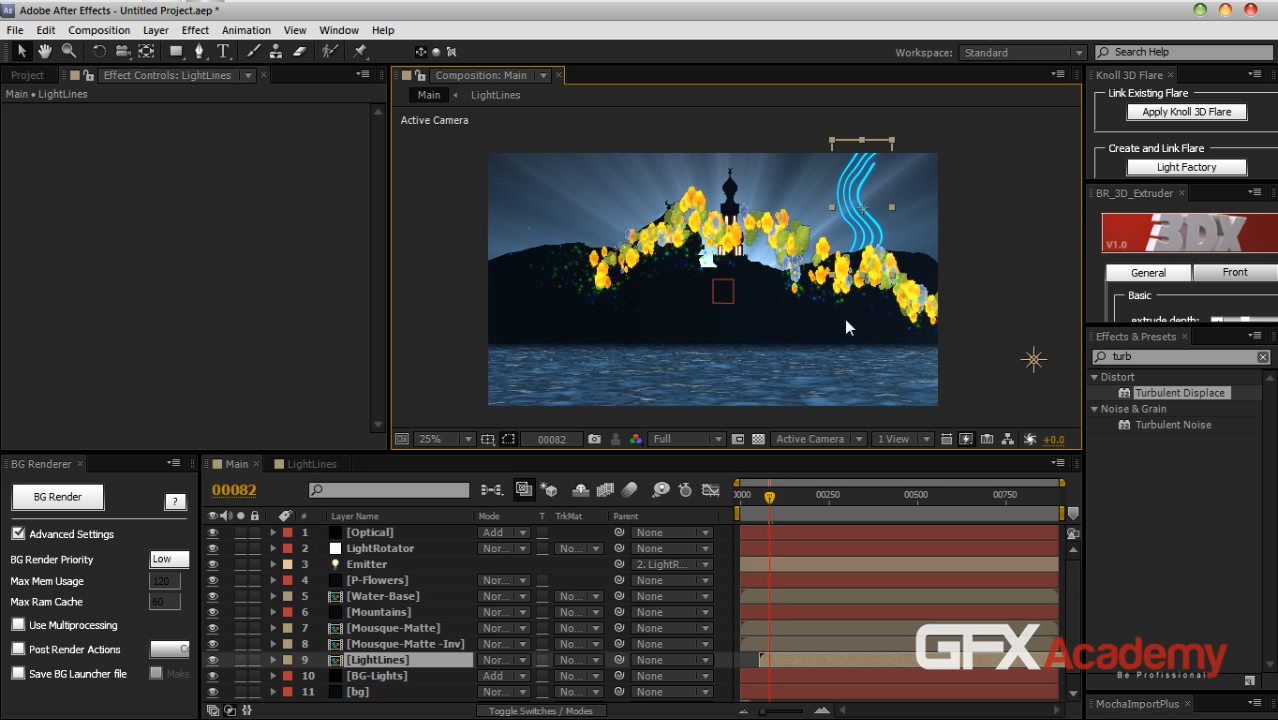 Adobe After Effects - Untitled Project.aep *
File Edit Composition Layer Effect Animation View Window Help
Workspace: Standard Search Help
Project Effect Controls: LightLines
Main • LightLines
Composition: Main
Main LightLines
Active Camera
25% 00082 Full Active Camera 1 View +0.0
Knoll 3D Flare
Link Existing Flare
Apply Knoll 3D Flare
Create and Link Flare
Light Factory
BR_3D_Extruder
V1.0 3DX
General Front
Basic
extrude depth:
Effects & Presets
turb
Distort
32 Turbulent Displace
Noise & Grain
32 Turbulent Noise
BG Renderer
BG Render ?
Advanced Settings
BG Render Priority Low
Max Mem Usage 120
Max Ram Cache 60
Use Multiprocessing
Post Render Actions Co
Save BG Launcher file Make
Main LightLines
00082
0000 00250 00500 00750
# Layer Name Mode T TrkMat Parent
1 [Optical] Add None
2 LightRotator Nor... No... None
3 Emitter 2. LightR...
4 [P-Flowers] Nor... None
5 [Water-Base] Nor... No... None
6 [Mountains] Nor... No... None
7 [Mousque-Matte] Nor... No... None
8 [Mousque-Matte -Inv] Nor... No... None
9 [LightLines] Nor... No... None
10 [BG-Lights] Add No... None
11 [bg] Nor... No... None
Toggle Switches / Modes
GFXAcademy
Be Professional
MochaImportPlus